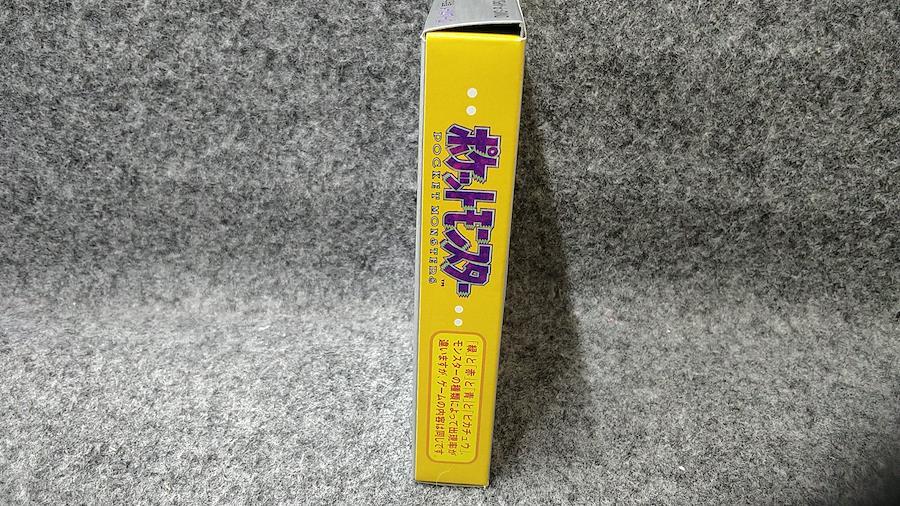 ポケットモンスター™
POCKET MONSTERS
「緑」と「赤」と「青」と「ピカチュウ」、
モンスターの種類によって出現率が
違いますが、ゲームの内容は同じです